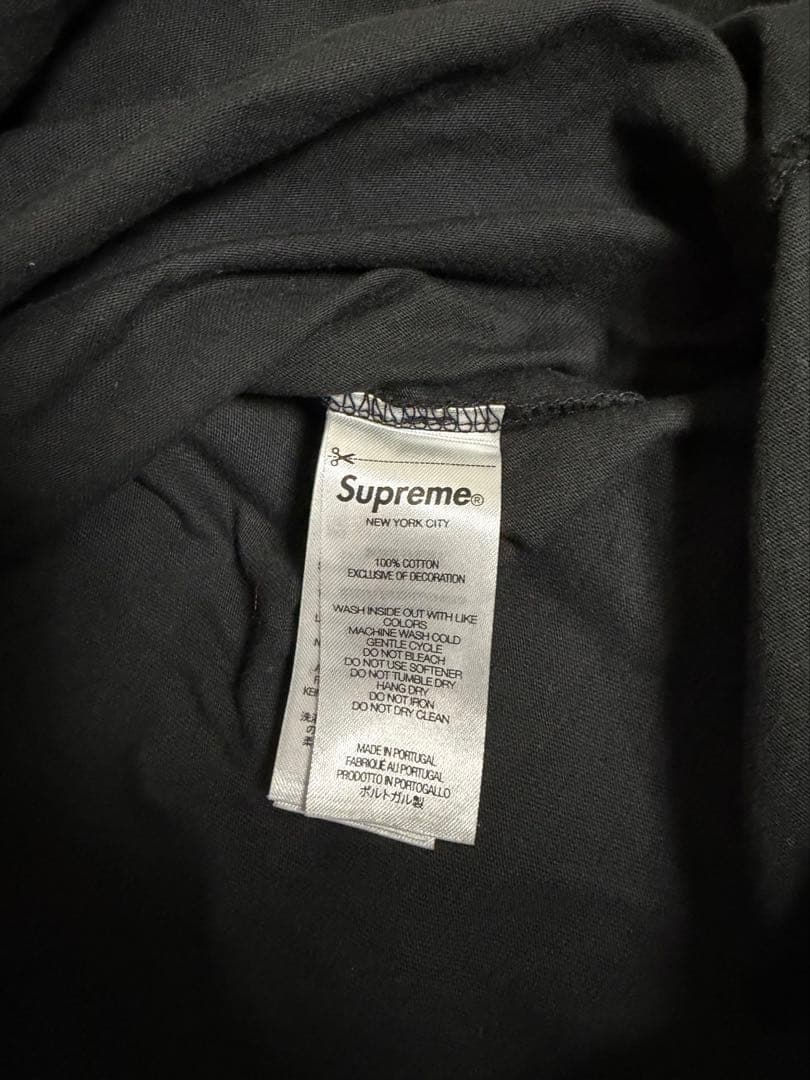 Supreme®
NEW YORK CITY
100% COTTON
EXCLUSIVE OF DECORATION
WASH INSIDE OUT WITH LIKE
COLORS
MACHINE WASH COLD
GENTLE CYCLE
DO NOT BLEACH
DO NOT USE SOFTENER
DO NOT TUMBLE DRY
HANG DRY
DO NOT IRON
DO NOT DRY CLEAN
MADE IN PORTUGAL
FABRIQUÉ AU PORTUGAL
PRODOTTO IN PORTOGALLO
ポルトガル製